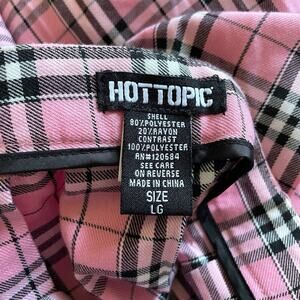 HOTTOPIC
SHELL
80%POLYESTER
20%RAYON
CONTRAST
100%POLYESTER
RN#120684
SEE CARE
ON REVERSE
MADE IN CHINA
SIZE
LG